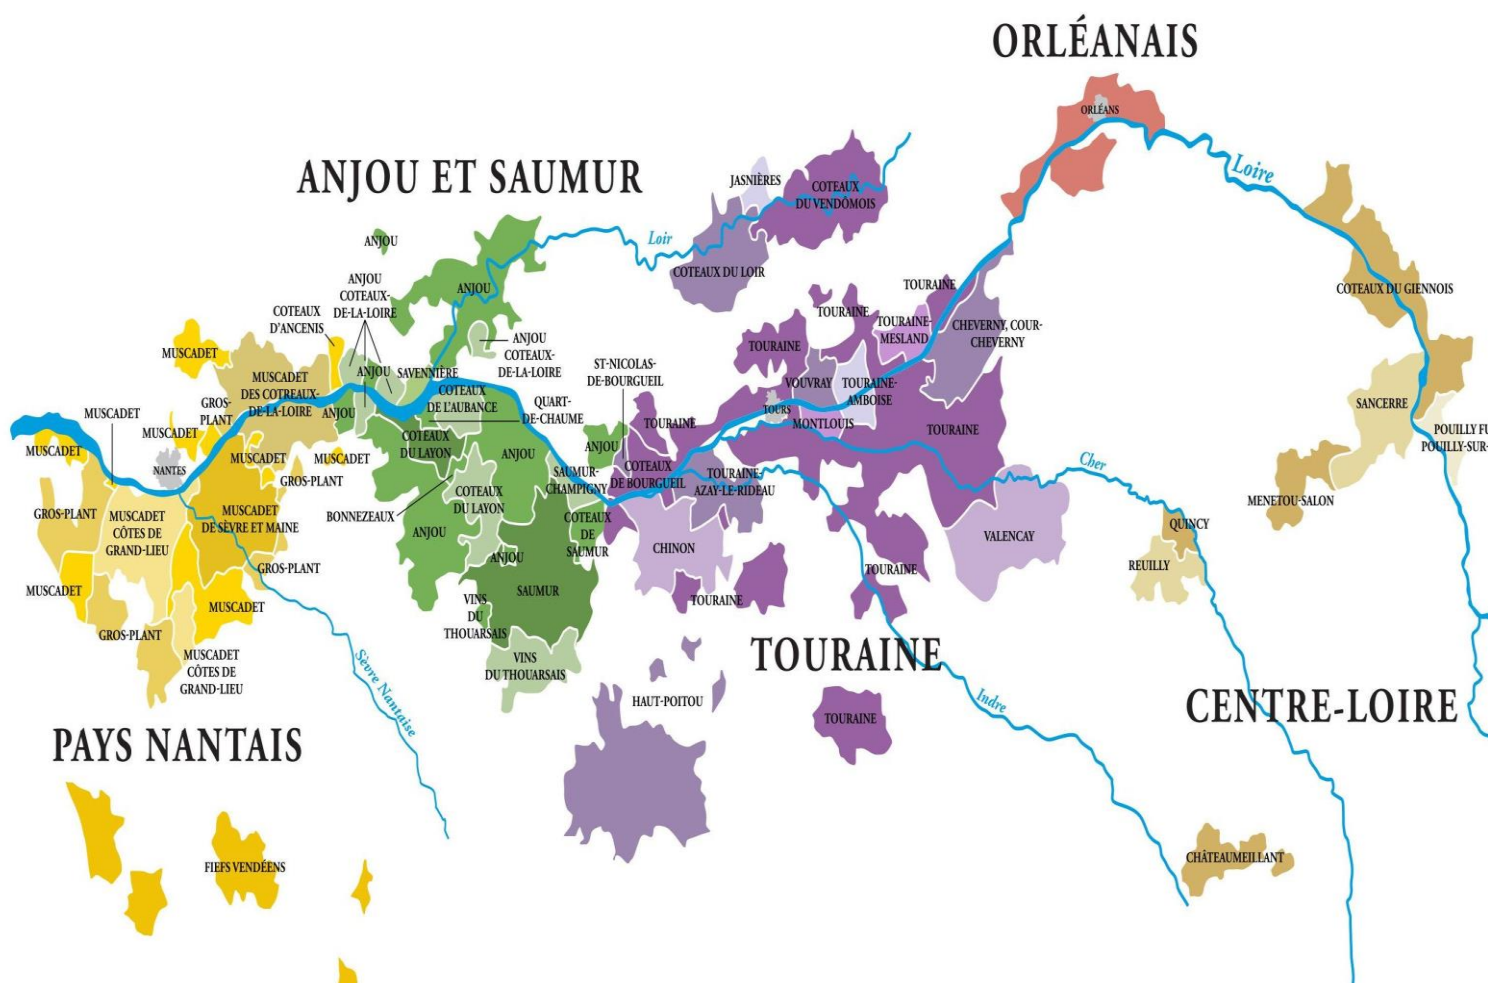 ORLÉANAIS
ORLÉANS
Loire
ANJOU ET SAUMUR
JASNIÈRES
COTEAUX
DU VENDÔMOIS
ANJOU
Loir
COTEAUX DU LOIR
ANJOU
COTEAUX-
DE-LA-LOIRE
ANJOU
COTEAUX
D'ANCENIS
TOURAINE
COTEAUX DU GIENNOIS
TOURAINE
TOURAINE-
MESLAND
CHEVERNY, COUR-
CHEVERNY
MUSCADET
ANJOU
COTEAUX-
DE-LA-LOIRE
TOURAINE
ST-NICOLAS-
DE-BOURGUEIL
MUSCADET
DES COTREAUX-
DE-LA-LOIRE
ANJOU
SAVENNIÈRE
COTEAUX
DE L'AUBANCE
VOUVRAY
TOURAINE-
AMBOISE
GROS-
PLANT
MUSCADET
ANJOU
QUART-
DE-CHAUME
TOURS
SANCERRE
MUSCADET
TOURAINE
MONTLOUIS
TOURAINE
POUILLY FU
POUILLY-SUR-
MUSCADET
COTEAUX
DU LAYON
ANJOU
ANJOU
NANTES
MUSCADET
MUSCADET
SAUMUR-
CHAMPIGNY
COTEAUX
DE BOURGUEIL
TOURAINE-
AZAY-LE-RIDEAU
Cher
GROS-PLANT
COTEAUX
DU LAYON
MENETOU-SALON
GROS-PLANT
MUSCADET
CÔTES DE
GRAND-LIEU
MUSCADET
DE SÈVRE ET MAINE
BONNEZEAUX
ANJOU
COTEAUX
DE
SAUMUR
CHINON
VALENCAY
QUINCY
ANJOU
REUILLY
MUSCADET
GROS-PLANT
TOURAINE
SAUMUR
MUSCADET
VINS
DU
THOUARSAIS
TOURAINE
GROS-PLANT
MUSCADET
CÔTES DE
GRAND-LIEU
VINS
DU THOUARSAIS
TOURAINE
Sèvre Nantaise
HAUT-POITOU
Indre
CENTRE-LOIRE
TOURAINE
PAYS NANTAIS
CHÂTEAUMEILLANT
FIEFS VENDÉENS